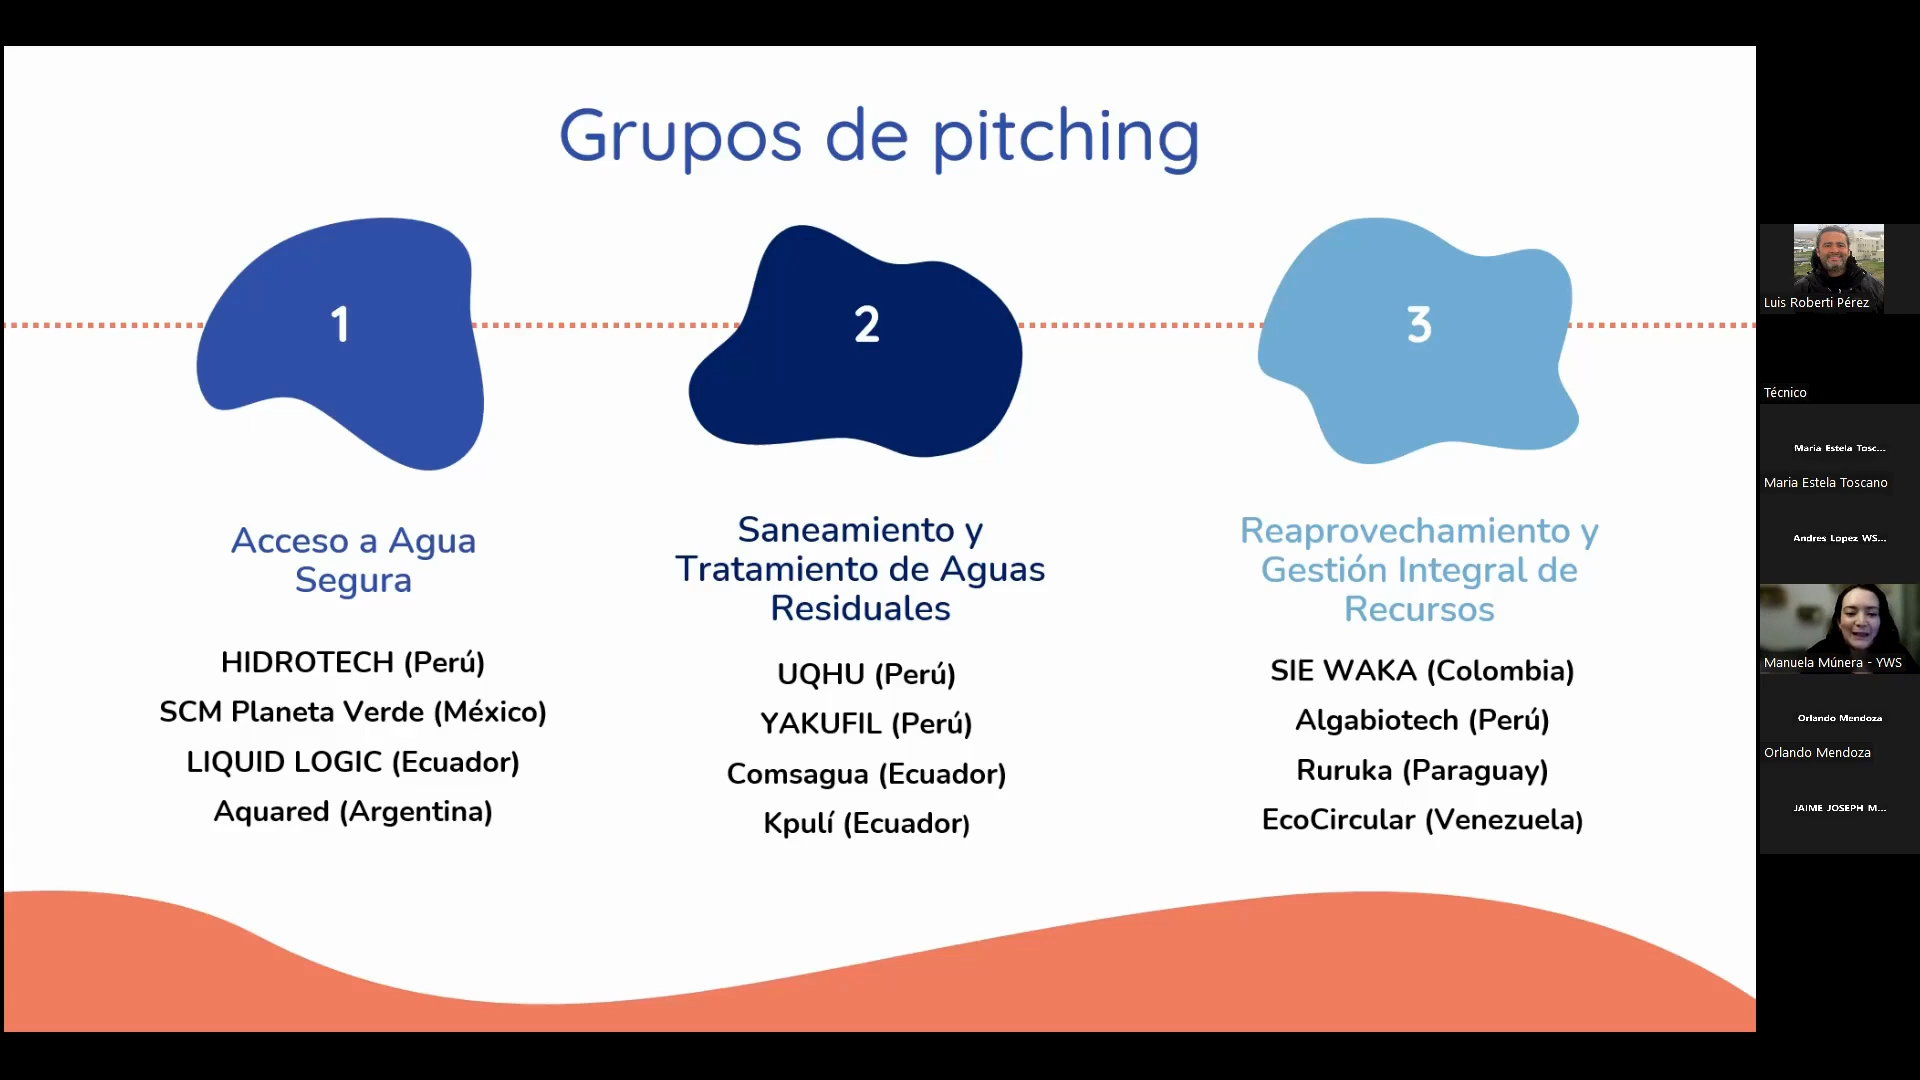 Grupos de pitching
1
2
3
Acceso a Agua
Segura
HIDROTECH (Perú)
SCM Planeta Verde (México)
LIQUID LOGIC (Ecuador)
Aquared (Argentina)
Saneamiento y
Tratamiento de Aguas
Residuales
UQHU (Perú)
YAKUFIL (Perú)
Comsagua (Ecuador)
Kpulí (Ecuador)
Reaprovechamiento y
Gestión Integral de
Recursos
SIE WAKA (Colombia)
Algabiotech (Perú)
Ruruka (Paraguay)
EcoCircular (Venezuela)
Luis Roberti Pérez
Técnico
Maria Estela Tosc...
Maria Estela Toscano
Andres Lopez WS...
Manuela Múnera - YWS
Orlando Mendoza
Orlando Mendoza
JAIME JOSEPH M...